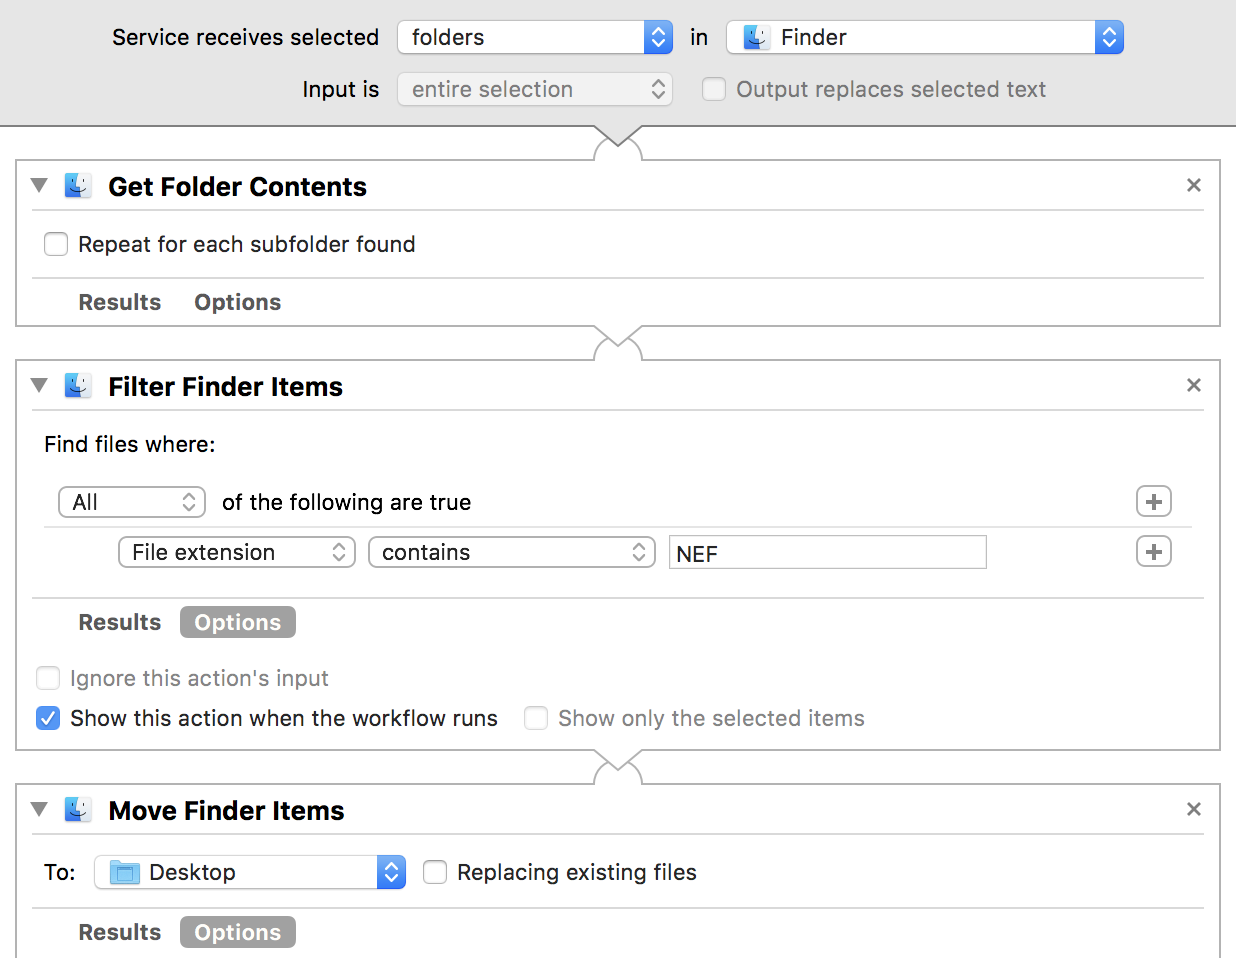 Service receives selected folders in Finder
Input is entire selection Output replaces selected text
Get Folder Contents
Repeat for each subfolder found
Results Options
Filter Finder Items
Find files where:
All of the following are true
File extension contains NEF
Results Options
Ignore this action's input
Show this action when the workflow runs Show only the selected items
Move Finder Items
To: Desktop Replacing existing files
Results Options